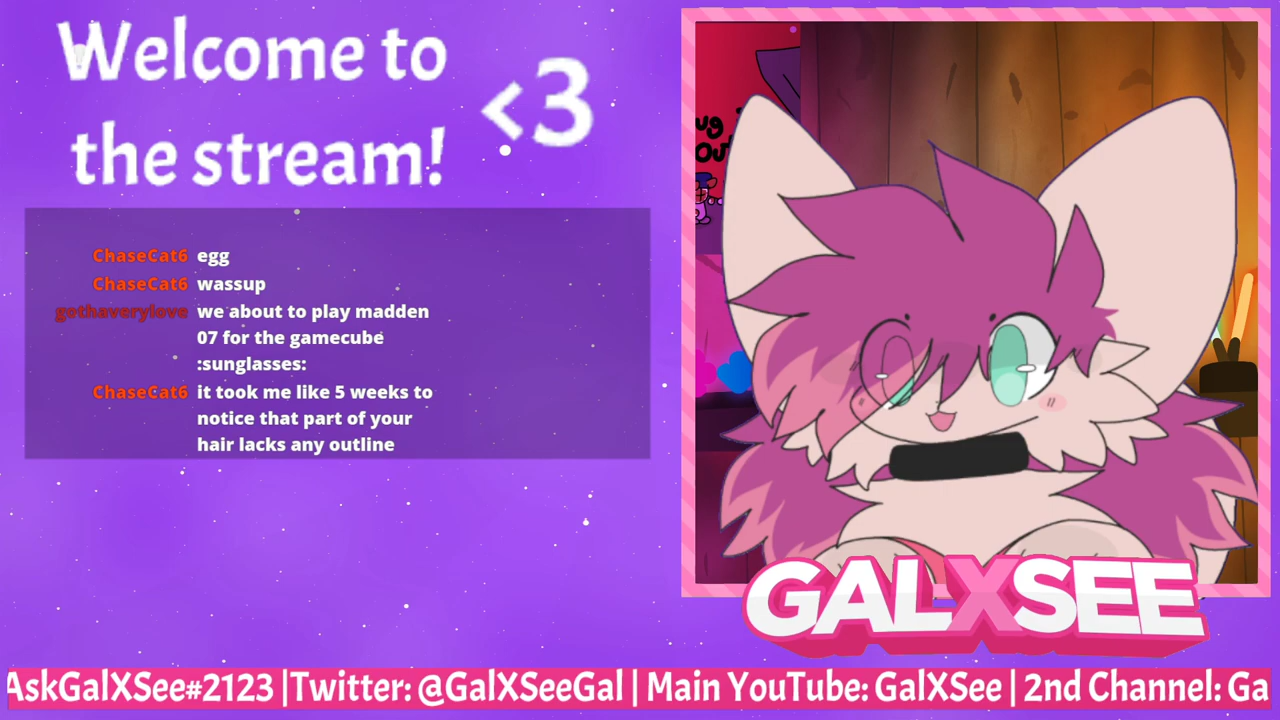 Welcome to
the stream!
<3
ChaseCat6 egg
ChaseCat6 wassup
gothaverylove we about to play madden
07 for the gamecube
:sunglasses:
ChaseCat6 it took me like 5 weeks to
notice that part of your
hair lacks any outline
ug
Out
GALXSEE
AskGalXSee#2123 |Twitter: @GalXSeeGal | Main YouTube: GalXSee | 2nd Channel: Ga